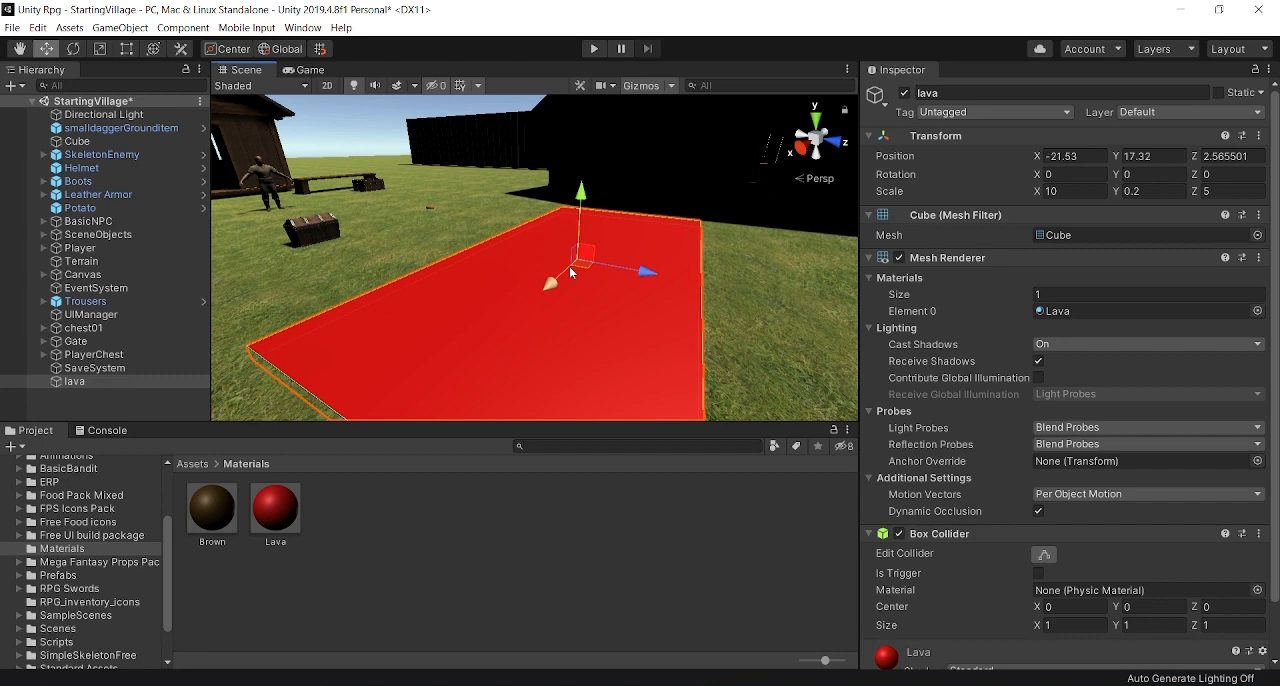 Unity Rpg - StartingVillage - PC, Mac & Linux Standalone - Unity 2019.4.8f1 Personal* <DX11>
File Edit Assets GameObject Component Mobile Input Window Help
Center Global Account Layers Layout
Hierarchy
All
StartingVillage*
Directional Light
smalldaggerGrounditem
Cube
SkeletonEnemy
Helmet
Boots
Leather Armor
Potato
BasicNPC
SceneObjects
Player
Terrain
Canvas
EventSystem
Trousers
UIManager
chest01
Gate
PlayerChest
SaveSystem
lava
Scene Game
Shaded 2D 0 Gizmos All
y
z
x
Persp
Inspector
lava Static
Tag Untagged Layer Default
Transform
Position X -21.53 Y 17.32 Z 2.565501
Rotation X 0 Y 0 Z 0
Scale X 10 Y 0.2 Z 5
Cube (Mesh Filter)
Mesh Cube
Mesh Renderer
Materials
Size 1
Element 0 Lava
Lighting
Cast Shadows On
Receive Shadows
Contribute Global Illumination
Receive Global Illumination Light Probes
Probes
Light Probes Blend Probes
Reflection Probes Blend Probes
Anchor Override None (Transform)
Additional Settings
Motion Vectors Per Object Motion
Dynamic Occlusion
Box Collider
Edit Collider
Is Trigger
Material None (Physic Material)
Center X 0 Y 0 Z 0
Size X 1 Y 1 Z 1
Lava
Shader Standard
Project Console
8
Animations
BasicBandit
ERP
Food Pack Mixed
FPS Icons Pack
Free Food icons
Free UI build package
Materials
Mega Fantasy Props Pac
Prefabs
RPG Swords
RPG_inventory_icons
SampleScenes
Scenes
Scripts
SimpleSkeletonFree
Standard Assets
Assets > Materials
Brown Lava
Auto Generate Lighting Off